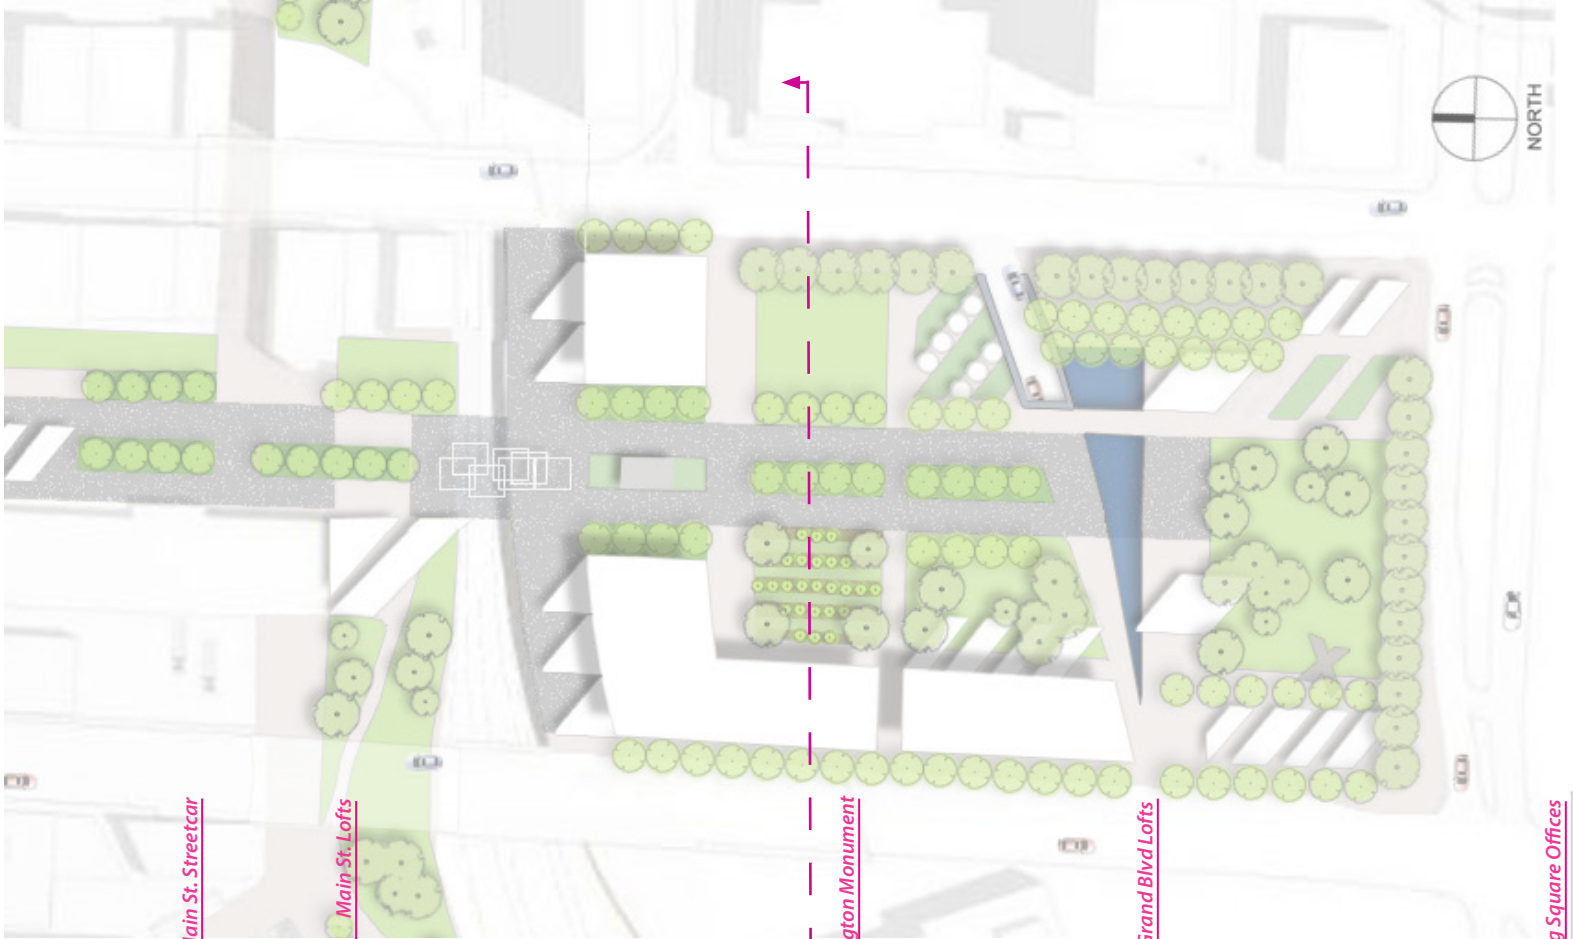 NORTH
ain St. Streetcar
Main St. Lofts
gton Monument
Grand Blvd Lofts
g Square Offices